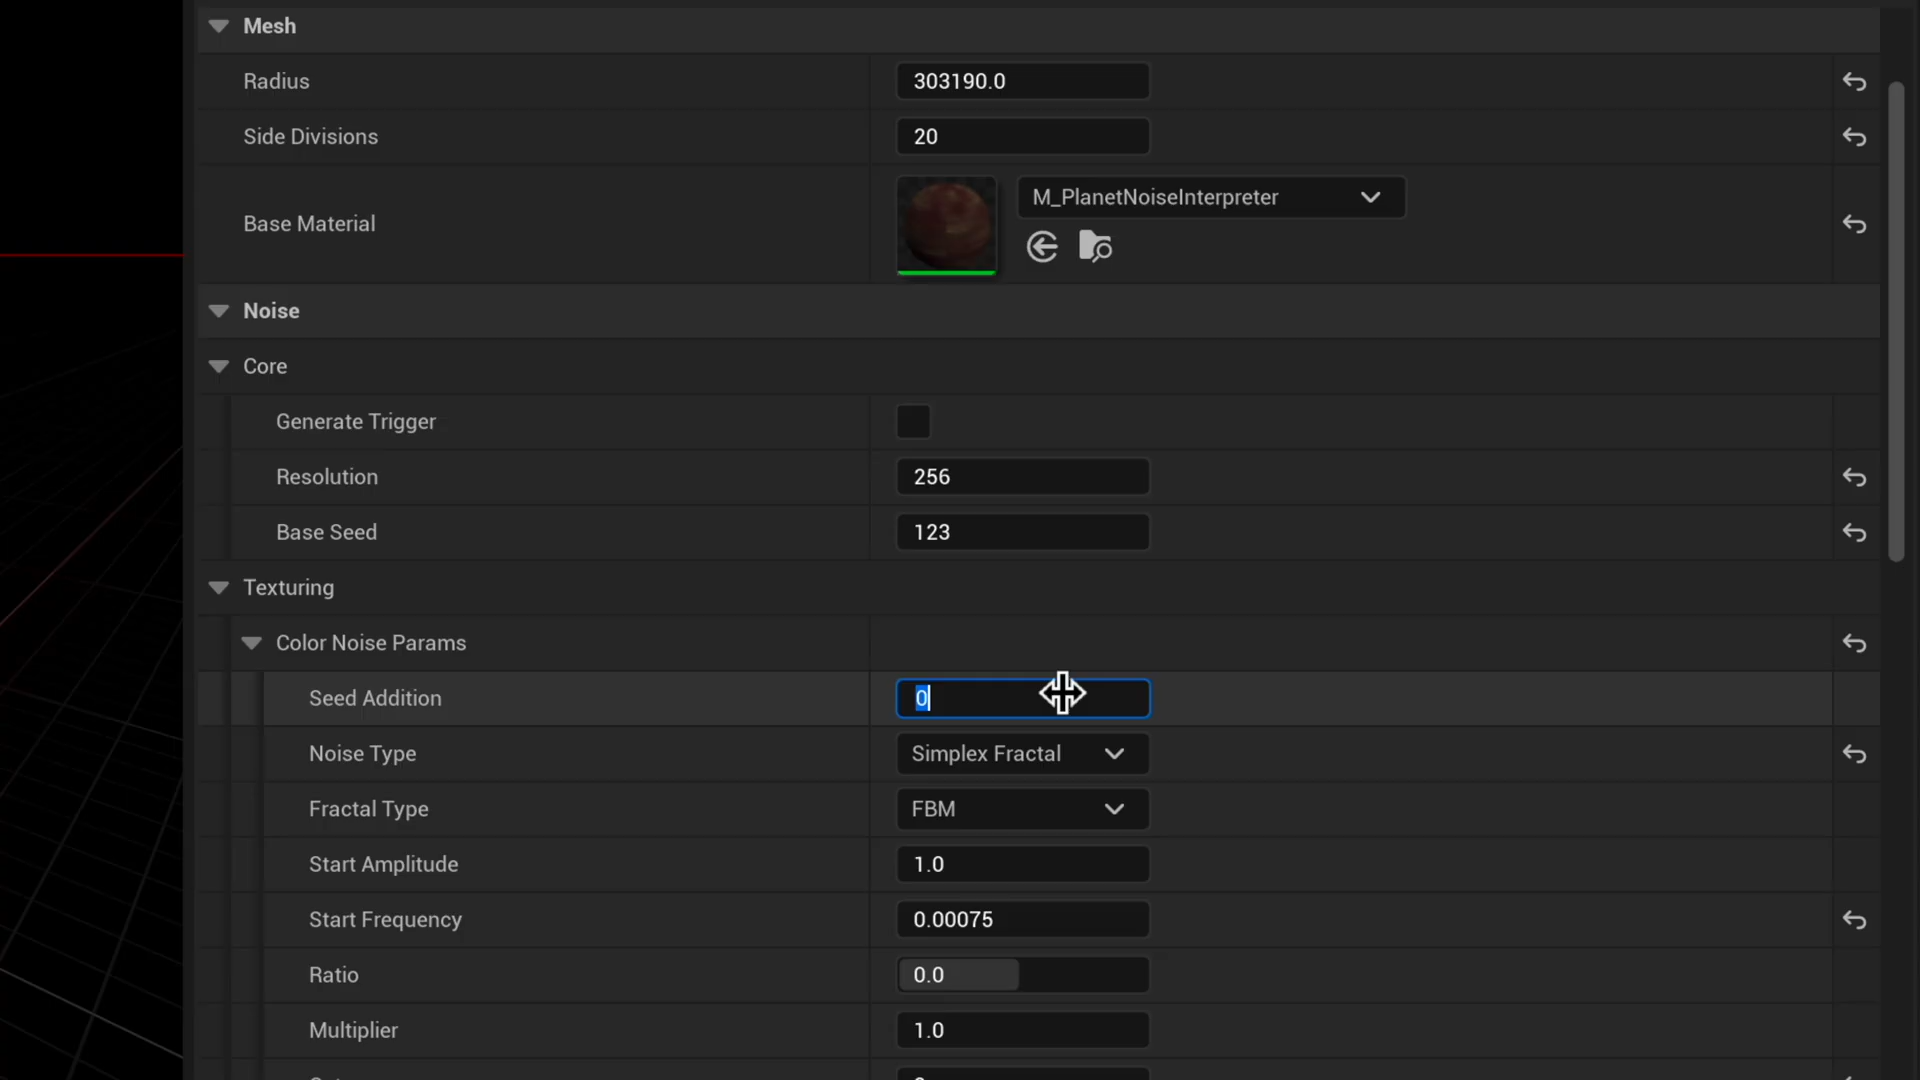 Mesh
Radius 303190.0
Side Divisions 20
Base Material M_PlanetNoiseInterpreter
Noise
Core
Generate Trigger
Resolution 256
Base Seed 123
Texturing
Color Noise Params
Seed Addition 0
Noise Type Simplex Fractal
Fractal Type FBM
Start Amplitude 1.0
Start Frequency 0.00075
Ratio 0.0
Multiplier 1.0